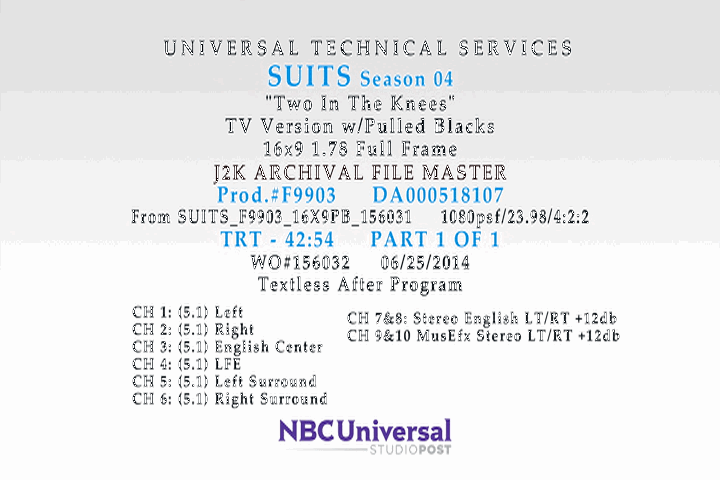 UNIVERSAL TECHNICAL SERVICES
SUITS Season 04
"Two In The Knees"
TV Version w/Pulled Blacks
16x9 1.78 Full Frame
J2K ARCHIVAL FILE MASTER
Prod.#F9903 DA000518107
From SUITS_F9903_16X9PB_156031 1080psf/23.98/4:2:2
TRT - 42:54 PART 1 OF 1
WO#156032 06/25/2014
Textless After Program
CH 1: (5.1) Left
CH 2: (5.1) Right
CH 3: (5.1) English Center
CH 4: (5.1) LFE
CH 5: (5.1) Left Surround
CH 6: (5.1) Right Surround
CH 7&8: Stereo English LT/RT +12db
CH 9&10 MusEfx Stereo LT/RT +12db
NBCUniversal
STUDIOPOST